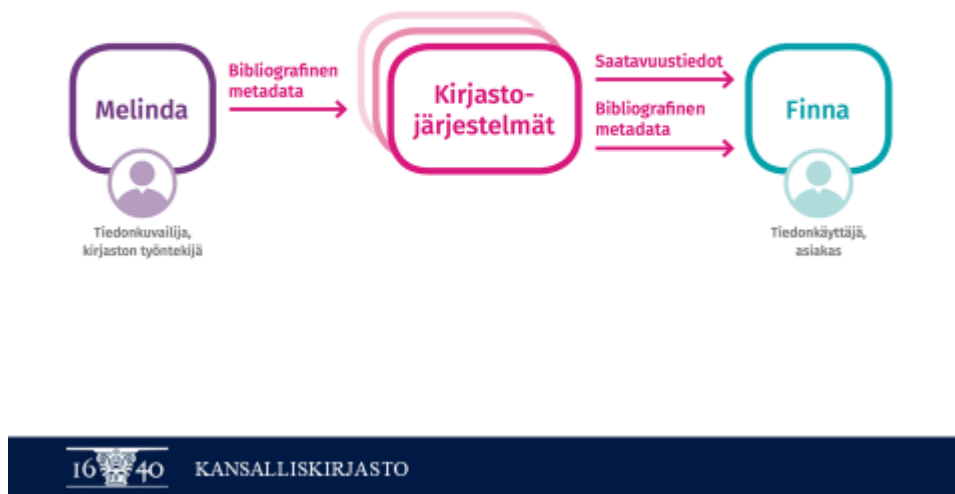 Melinda
Bibliografinen
metadata
Kirjasto-
järjestelmät
Saatavuustiedot
Bibliografinen
metadata
Finna
Tiedonkuvailija,
kirjaston työntekijä
Tiedonkäyttäjä,
asiakas
1640 KANSALLISKIRJASTO